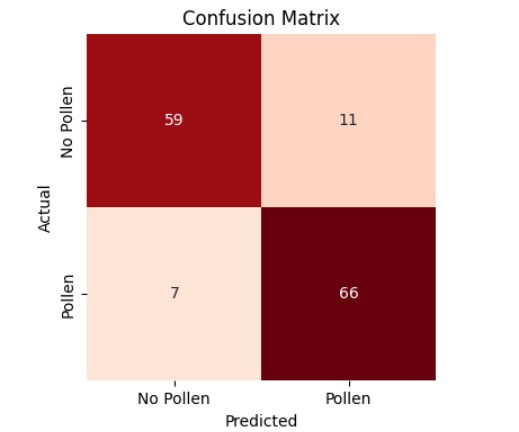 Confusion Matrix
No Pollen
59
11
Actual
Pollen
7
66
No Pollen
Pollen
Predicted